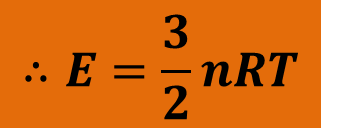 ∴ E = 3/2 nRT